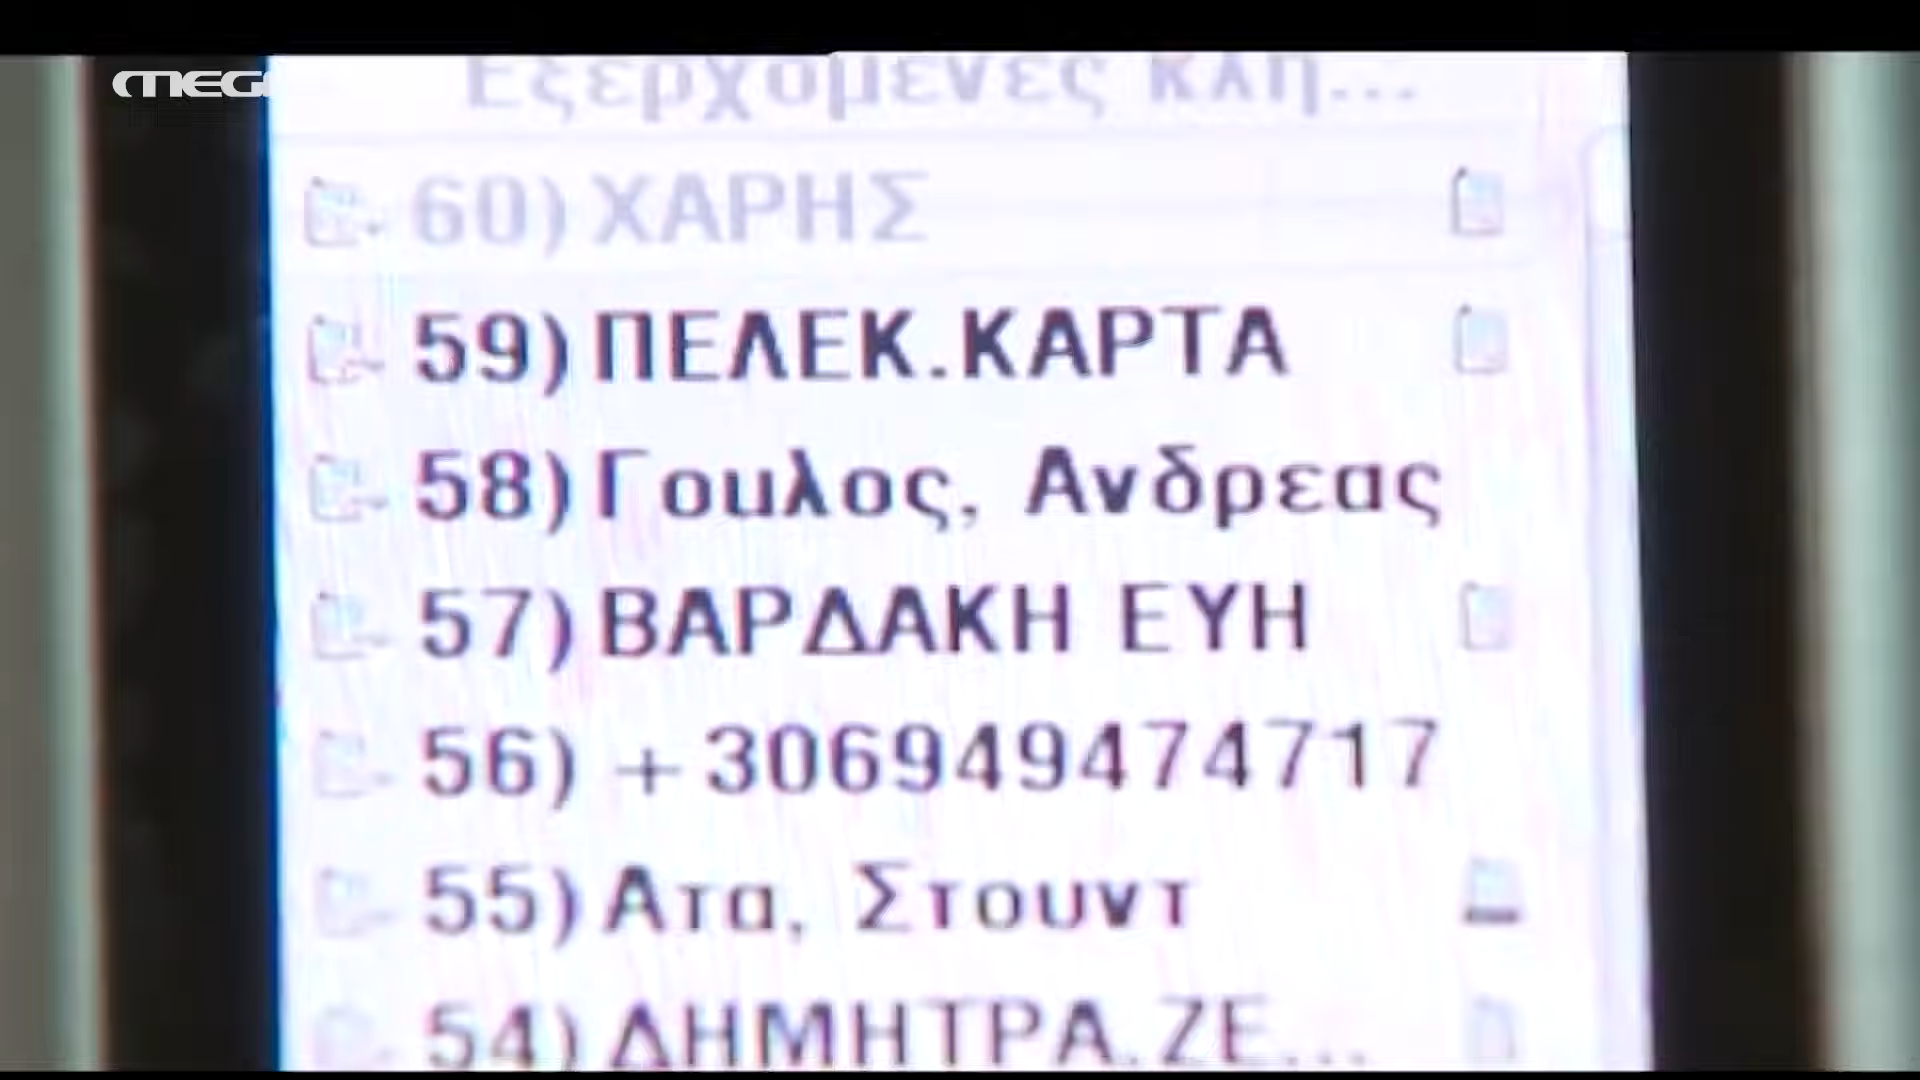 MEGA
Εξερχομενες κλη...
60) ΧΑΡΗΣ
59) ΠΕΛΕΚ.ΚΑΡΤΑ
58) Γουλος, Ανδρεας
57) ΒΑΡΔΑΚΗ ΕΥΗ
56) +306949474717
55) Ατα, Στουντ
54) ΔΗΜΗΤΡΑ.ΖΕ...